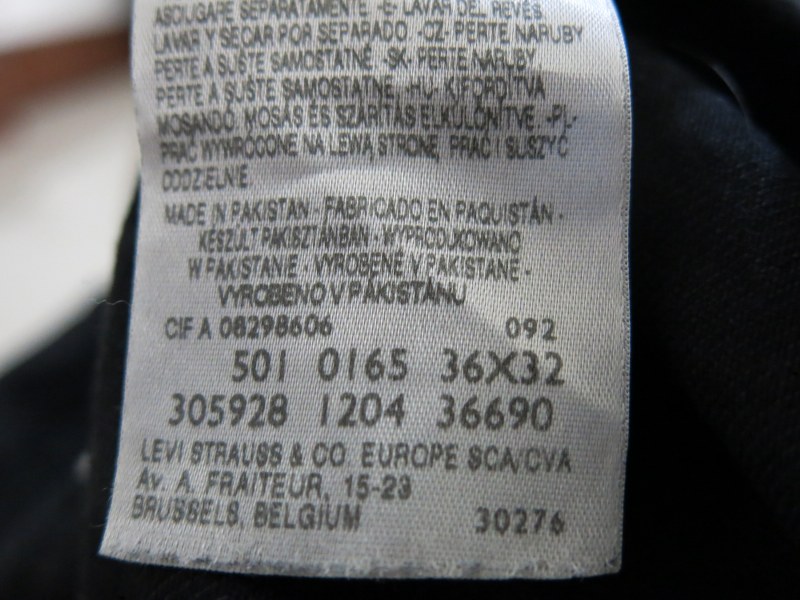 ASCIUGARE SEPARATAMENTE -E- LAVAR DEL REVÉS
LAVAR Y SECAR POR SEPARADO -CZ- PERTE NARUBY
PERTE A SUŠTE SAMOSTATNĚ -SK- PERTE NARUBY
PERTE A SUŠTE SAMOSTATNE -HU- KIFORDÍTVA
MOSANDÓ, MOSÁS ÉS SZÁRÍTÁS ELKÜLÖNÍTVE -PL-
PRAĆ WYWRÓCONE NA LEWĄ STRONĘ, PRAĆ I SUSZYĆ
ODDZIELNIE
MADE IN PAKISTAN - FABRICADO EN PAQUISTÁN -
KÉSZÜLT PAKISZTÁNBAN - WYPRODUKOWANO
W PAKISTANIE - VYROBENÉ V PAKISTANE -
VYROBENO V PÁKISTÁNU
CIF A 08298606 092
501 0165 36X32
305928 1204 36690
LEVI STRAUSS & CO. EUROPE SCA/CVA
Av. A. FRAITEUR, 15-23
BRUSSELS, BELGIUM 30276